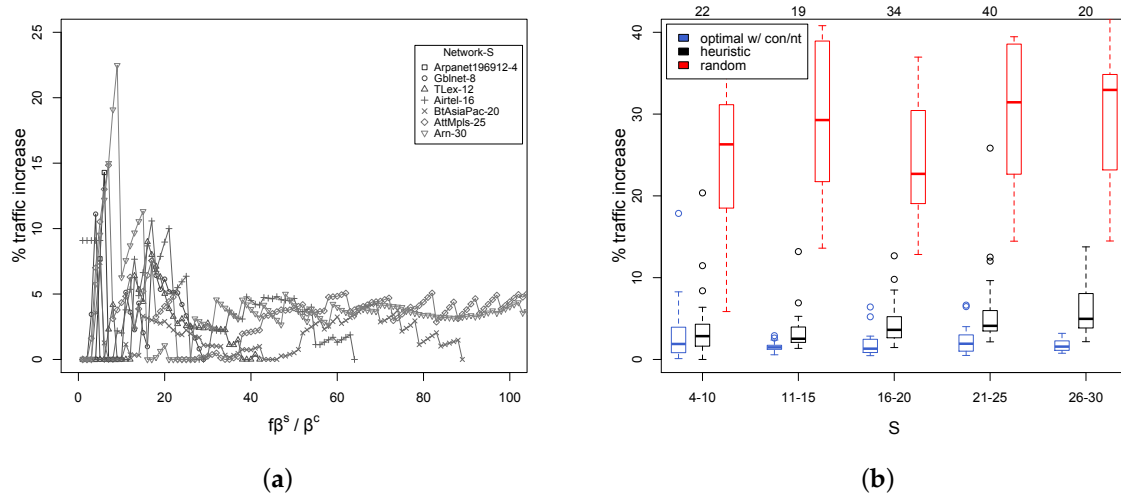 25
20
15
10
5
0
% traffic increase
Network-S
Arpanet196912-4
Gblnet-8
TLex-12
Airtel-16
BtAsiaPac-20
AttMpls-25
Arn-30
0 20 40 60 80 100
fβˢ / βᶜ
(a)
22 19 34 40 20
40
30
20
10
0
% traffic increase
optimal w/ con/nt
heuristic
random
4-10 11-15 16-20 21-25 26-30
S
(b)